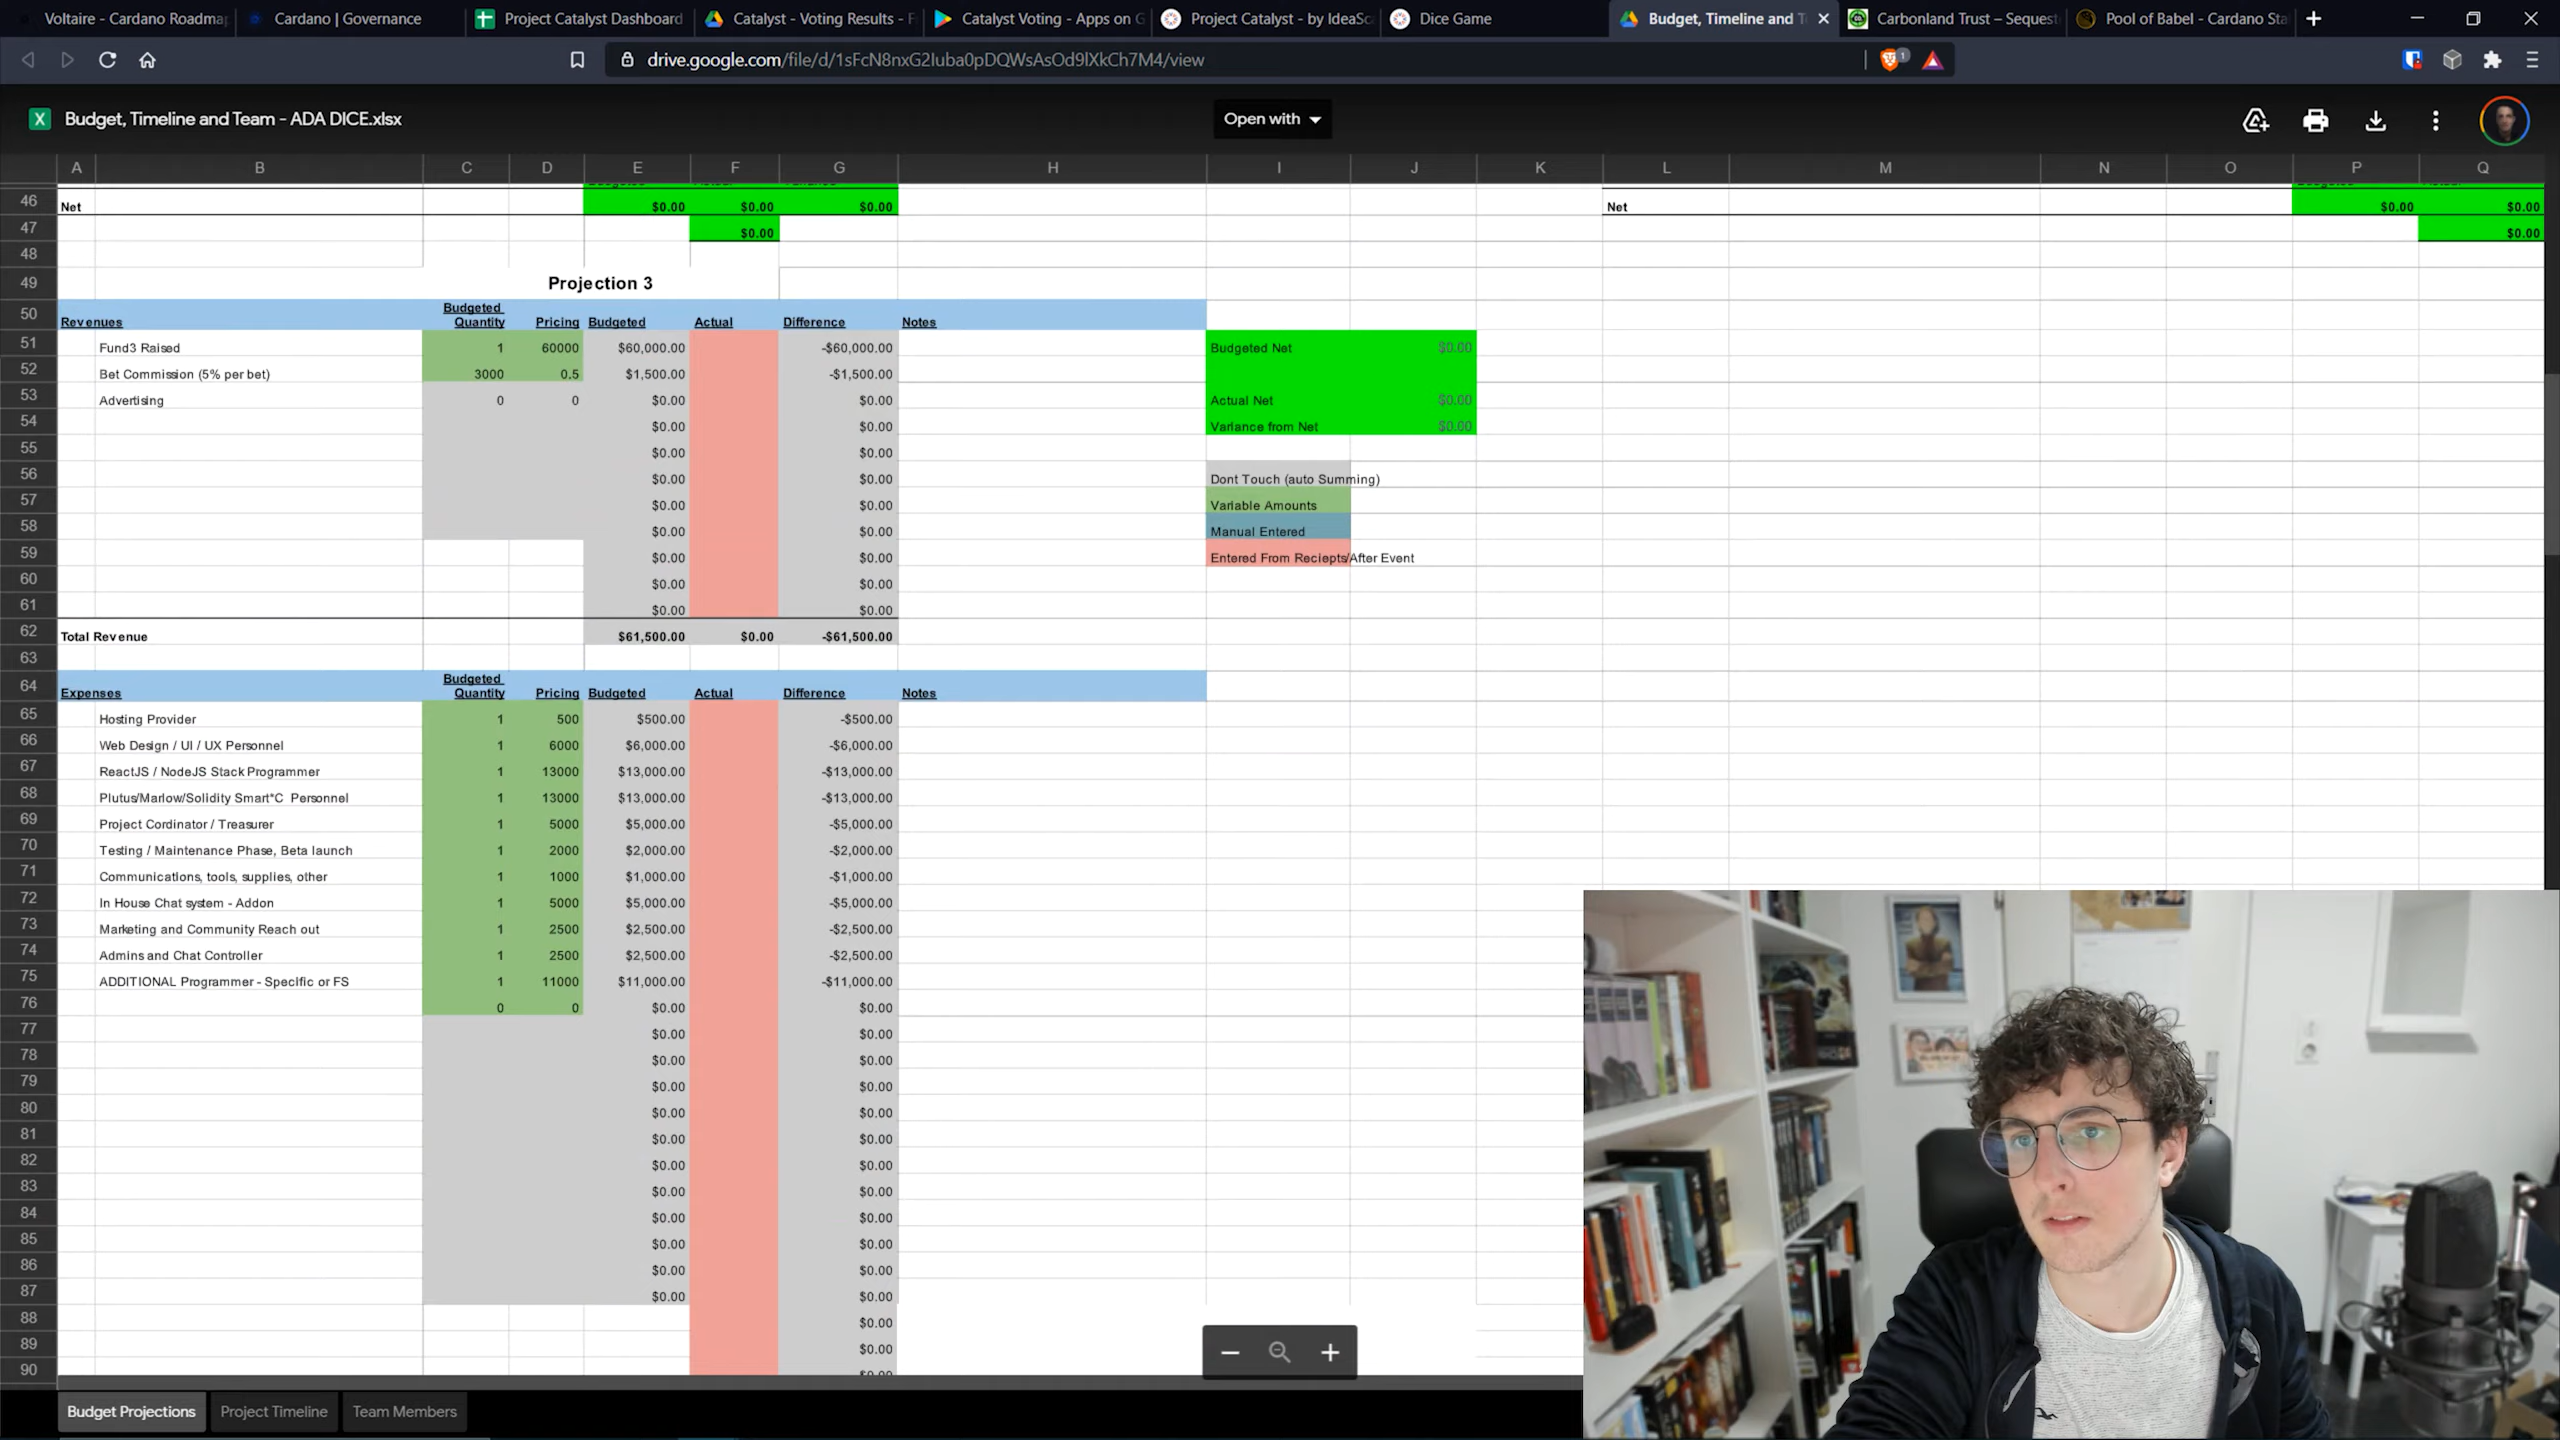 Voltaire - Cardano Roadmap
Cardano | Governance
Project Catalyst Dashboard
Catalyst - Voting Results - F
Catalyst Voting - Apps on G
Project Catalyst - by IdeaSc
Dice Game
Budget, Timeline and T
Carbonland Trust – Sequest
Pool of Babel - Cardano Sta
drive.google.com/file/d/1sFcN8nxG2Iuba0pDQWsAsOd9lXkCh7M4/view
1
X
Budget, Timeline and Team - ADA DICE.xlsx
Open with
A B C D E F G H I J K L M N O P Q
46 Net $0.00 $0.00 $0.00 Net $0.00 $0.00
47 $0.00 $0.00
48
49 Projection 3
50 Revenues Budgeted Quantity Pricing Budgeted Actual Difference Notes
51 Fund3 Raised 1 60000 $60,000.00 -$60,000.00 Budgeted Net $0.00
52 Bet Commission (5% per bet) 3000 0.5 $1,500.00 -$1,500.00
53 Advertising 0 0 $0.00 $0.00 Actual Net $0.00
54 $0.00 $0.00 Variance from Net $0.00
55 $0.00 $0.00
56 $0.00 $0.00 Dont Touch (auto Summing)
57 $0.00 $0.00 Variable Amounts
58 $0.00 $0.00 Manual Entered
59 $0.00 $0.00 Entered From Reciepts/After Event
60 $0.00 $0.00
61 $0.00 $0.00
62 Total Revenue $61,500.00 $0.00 -$61,500.00
63
64 Expenses Budgeted Quantity Pricing Budgeted Actual Difference Notes
65 Hosting Provider 1 500 $500.00 -$500.00
66 Web Design / UI / UX Personnel 1 6000 $6,000.00 -$6,000.00
67 ReactJS / NodeJS Stack Programmer 1 13000 $13,000.00 -$13,000.00
68 Plutus/Marlow/Solidity Smart*C Personnel 1 13000 $13,000.00 -$13,000.00
69 Project Cordinator / Treasurer 1 5000 $5,000.00 -$5,000.00
70 Testing / Maintenance Phase, Beta launch 1 2000 $2,000.00 -$2,000.00
71 Communications, tools, supplies, other 1 1000 $1,000.00 -$1,000.00
72 In House Chat system - Addon 1 5000 $5,000.00 -$5,000.00
73 Marketing and Community Reach out 1 2500 $2,500.00 -$2,500.00
74 Admins and Chat Controller 1 2500 $2,500.00 -$2,500.00
75 ADDITIONAL Programmer - Specific or FS 1 11000 $11,000.00 -$11,000.00
76 0 0 $0.00 $0.00
77 $0.00 $0.00
78 $0.00 $0.00
79 $0.00 $0.00
80 $0.00 $0.00
81 $0.00 $0.00
82 $0.00 $0.00
83 $0.00 $0.00
84 $0.00 $0.00
85 $0.00 $0.00
86 $0.00 $0.00
87 $0.00 $0.00
88 $0.00
89 $0.00
90
Budget Projections
Project Timeline
Team Members